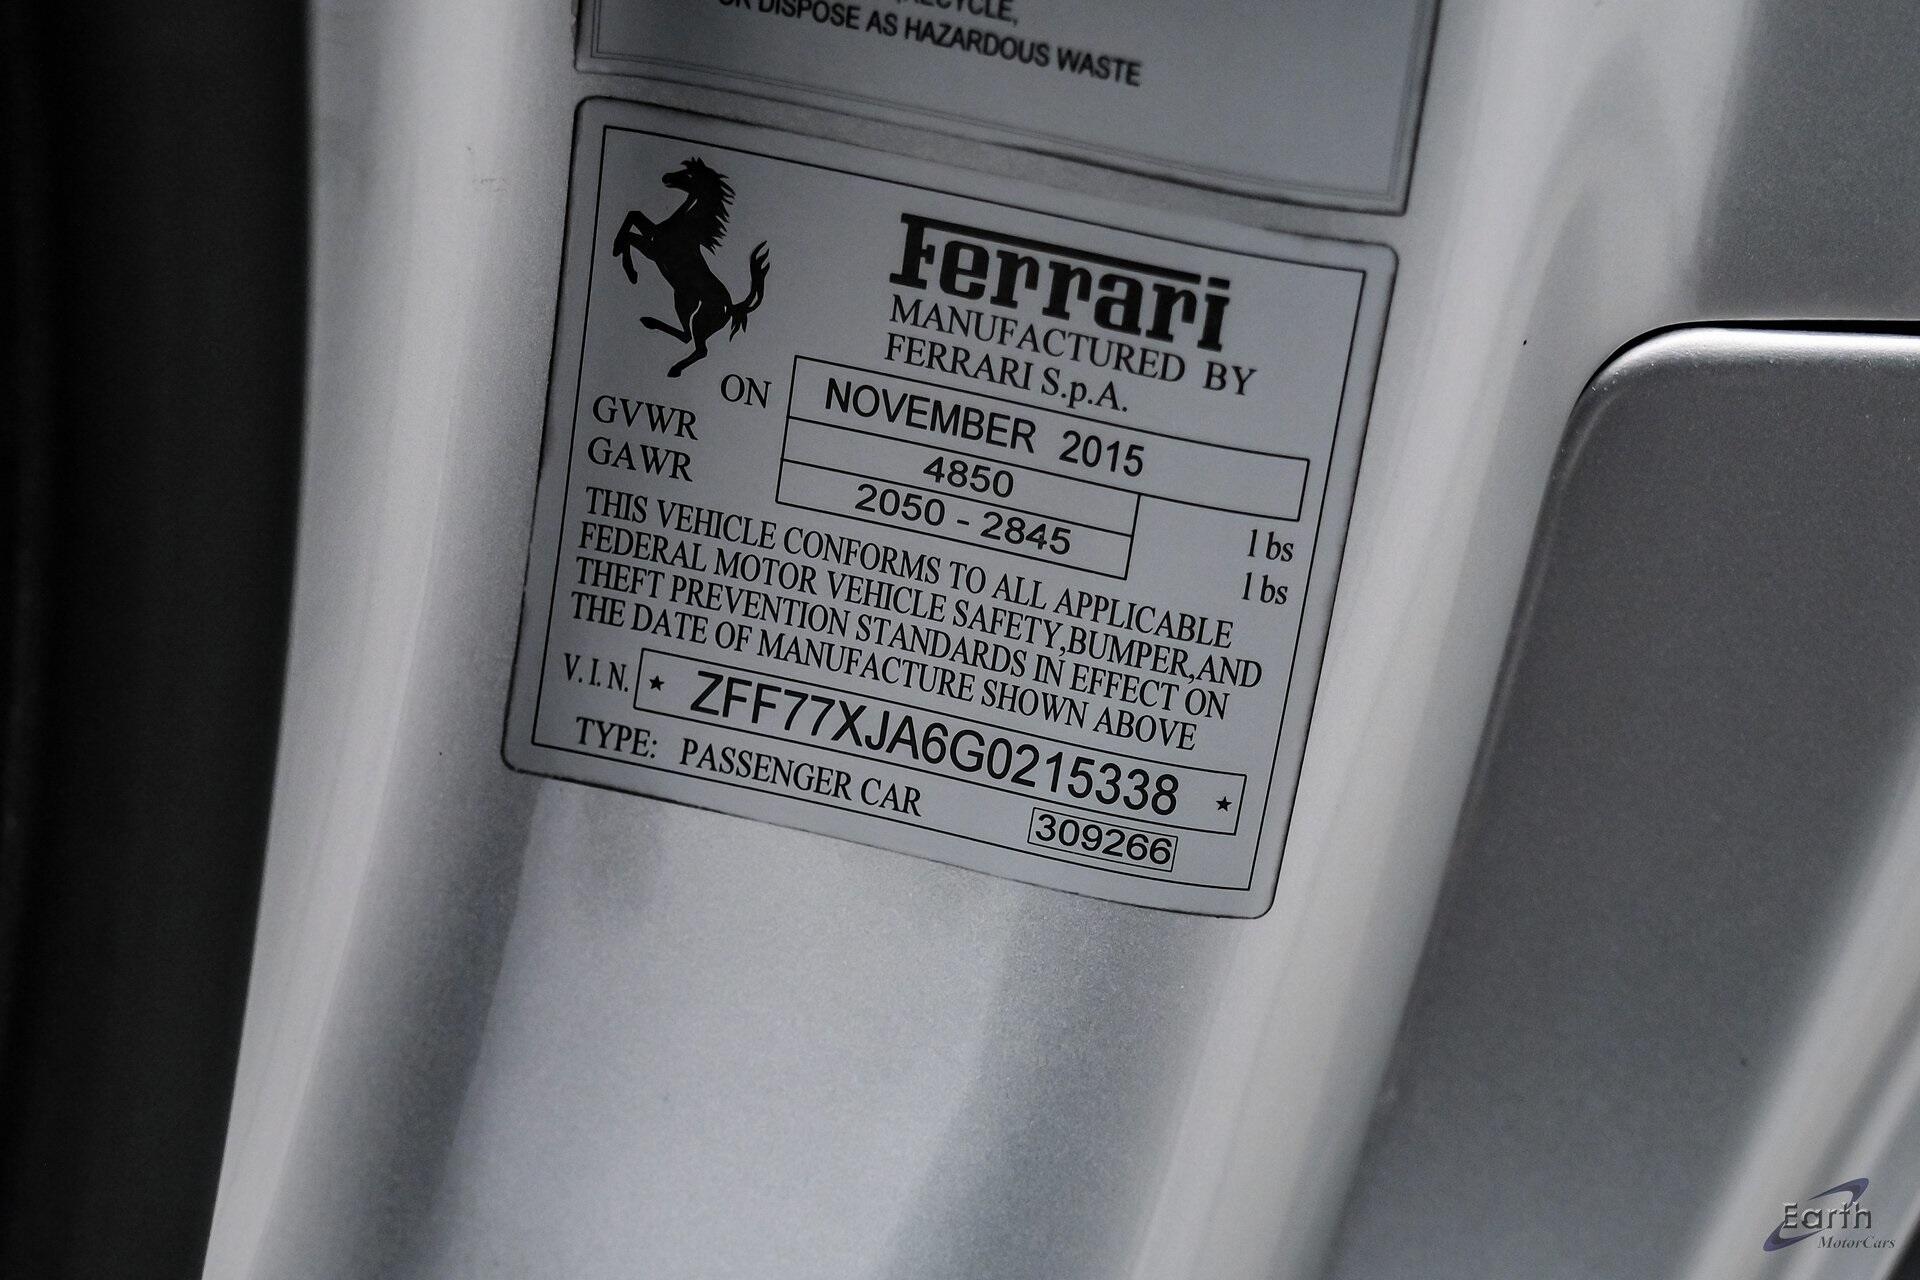 RECYCLE,
OR DISPOSE AS HAZARDOUS WASTE
Ferrari
MANUFACTURED BY
FERRARI S.p.A.
ON NOVEMBER 2015
GVWR 4850 lbs
GAWR 2050 - 2845 lbs
THIS VEHICLE CONFORMS TO ALL APPLICABLE
FEDERAL MOTOR VEHICLE SAFETY,BUMPER,AND
THEFT PREVENTION STANDARDS IN EFFECT ON
THE DATE OF MANUFACTURE SHOWN ABOVE
V.I.N. ★ ZFF77XJA6G0215338 ★
TYPE: PASSENGER CAR
309266
Earth
MotorCars